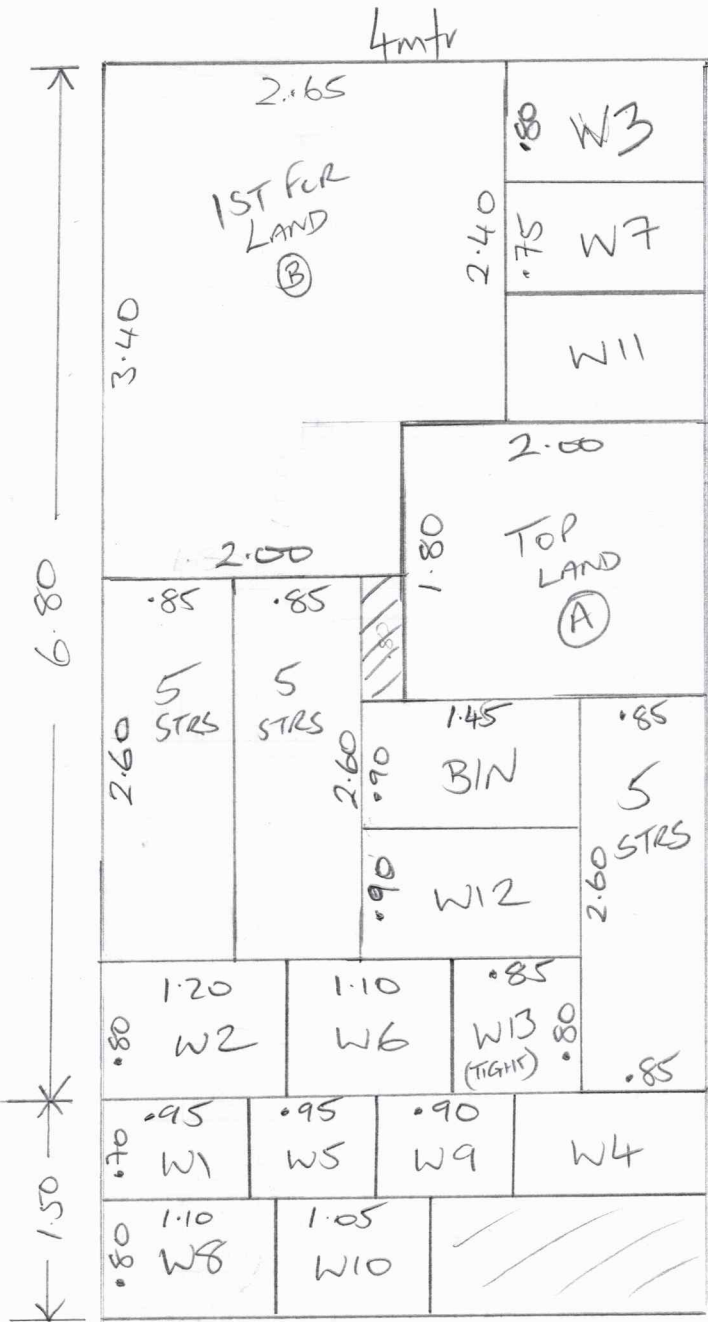 4mtr
2.65
1ST FLR
LAND
B
3.40
2.40
.80
W3
.75
W7
W11
2.00
1.80
TOP
LAND
A
2.00
6.80
.85
5
STRS
2.60
.85
5
STRS
2.60
1.45
BIN
.90
.90
W12
.85
5
STRS
2.60
.85
1.20
.80
W2
1.10
W6
.85
W13
(TIGHT)
.80
1.50
.95
.70
W1
.95
W5
.90
W9
W4
1.10
.80
W8
1.05
W10